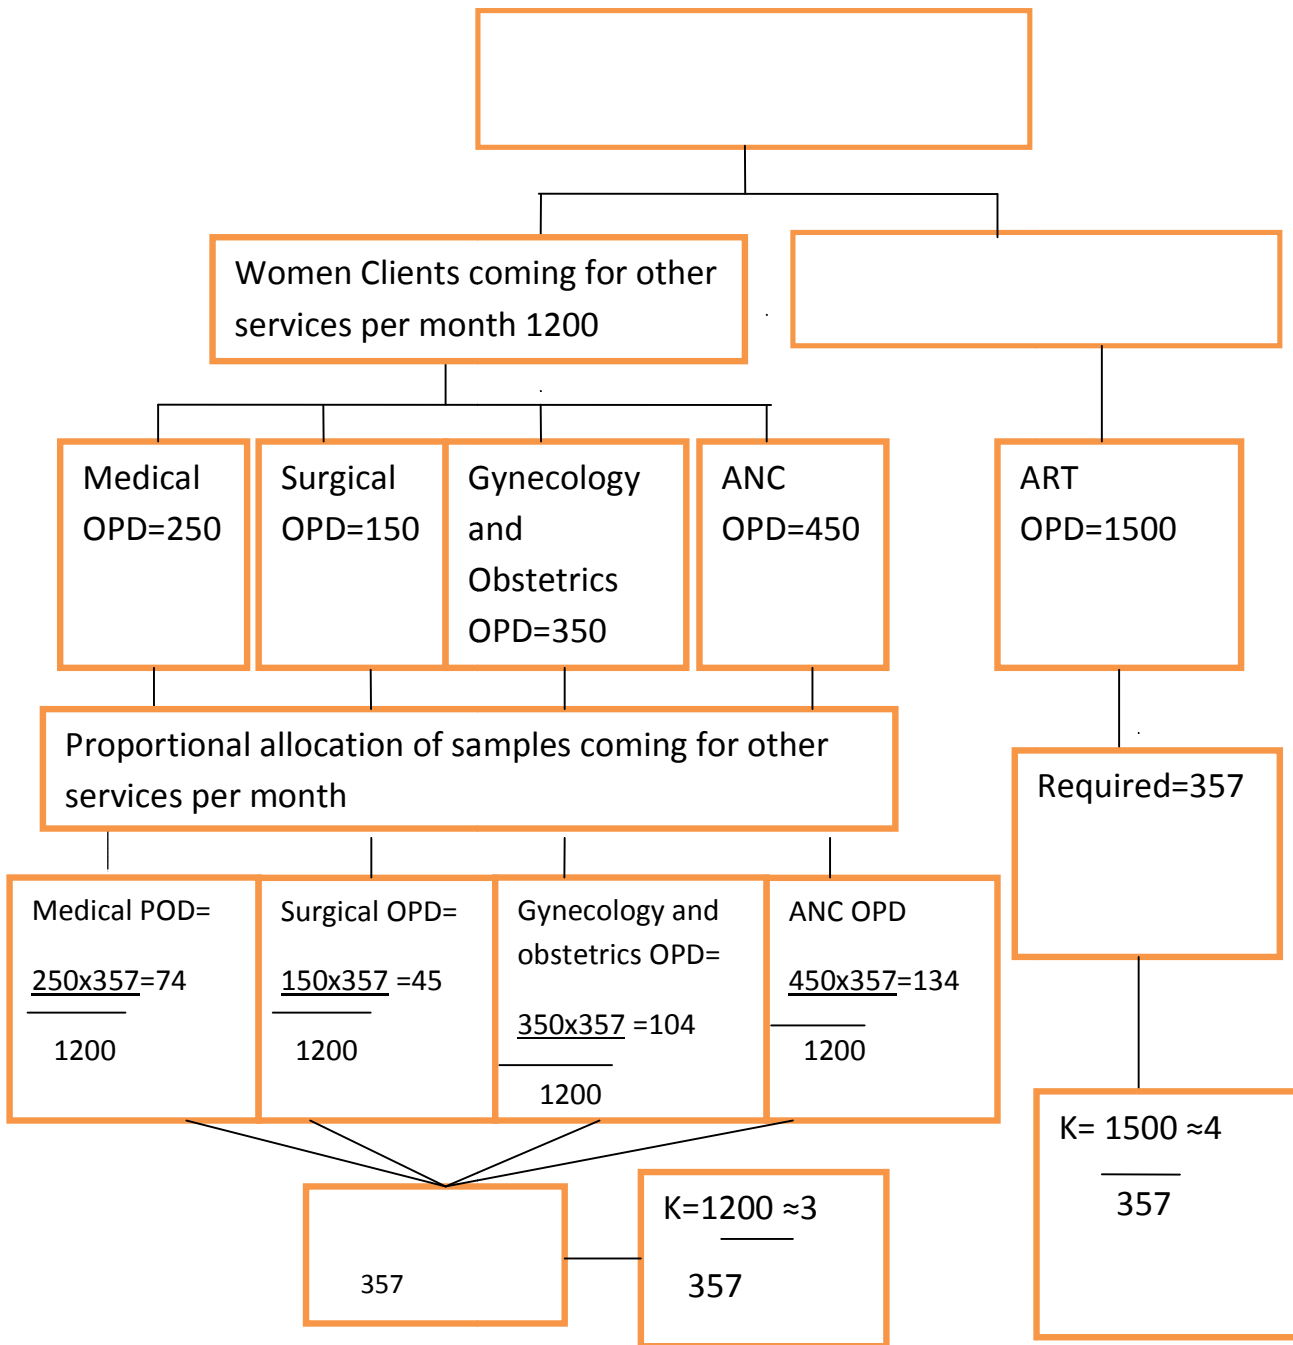 Women Clients coming for other
services per month 1200
Medical
OPD=250
Surgical
OPD=150
Gynecology
and
Obstetrics
OPD=350
ANC
OPD=450
ART
OPD=1500
Proportional allocation of samples coming for other
services per month
Required=357
Medical POD=
250x357=74
1200
Surgical OPD=
150x357 =45
1200
Gynecology and
obstetrics OPD=
350x357 =104
1200
ANC OPD
450x357=134
1200
K= 1500 ≈4
357
357
K=1200 ≈3
357